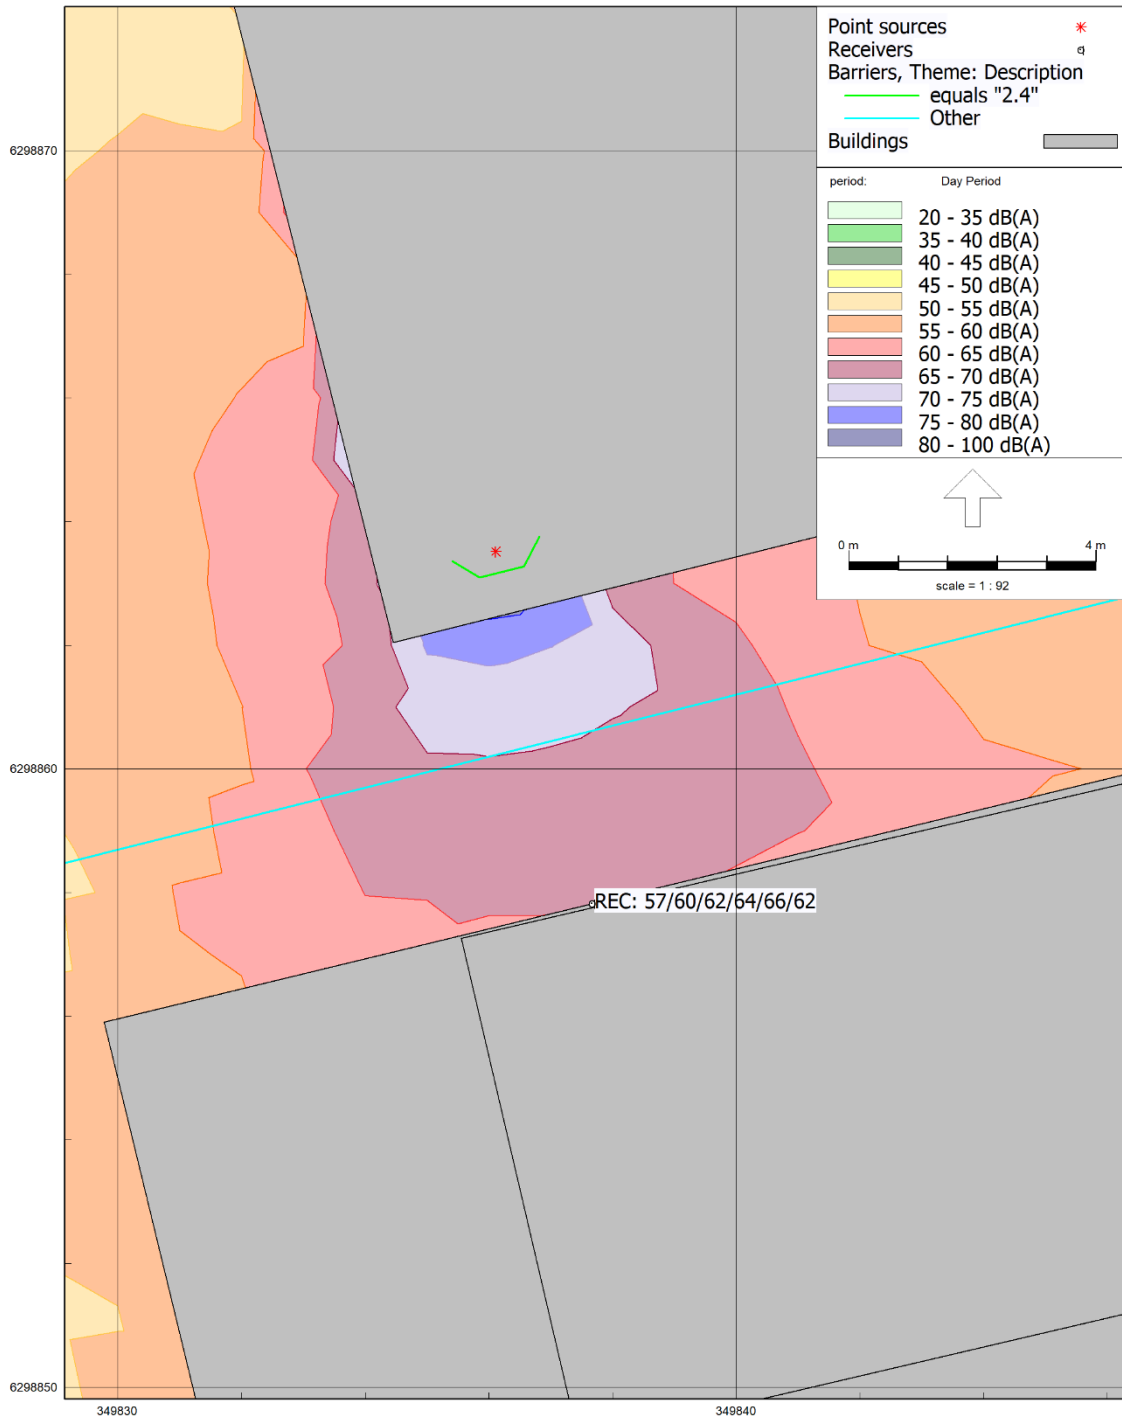 Point sources
Receivers
Barriers, Theme: Description
equals "2.4"
Other
Buildings
period: Day Period
20 - 35 dB(A)
35 - 40 dB(A)
40 - 45 dB(A)
45 - 50 dB(A)
50 - 55 dB(A)
55 - 60 dB(A)
60 - 65 dB(A)
65 - 70 dB(A)
70 - 75 dB(A)
75 - 80 dB(A)
80 - 100 dB(A)
0 m 4 m
scale = 1 : 92
6298870
6298860
REC: 57/60/62/64/66/62
6298850
349830 349840